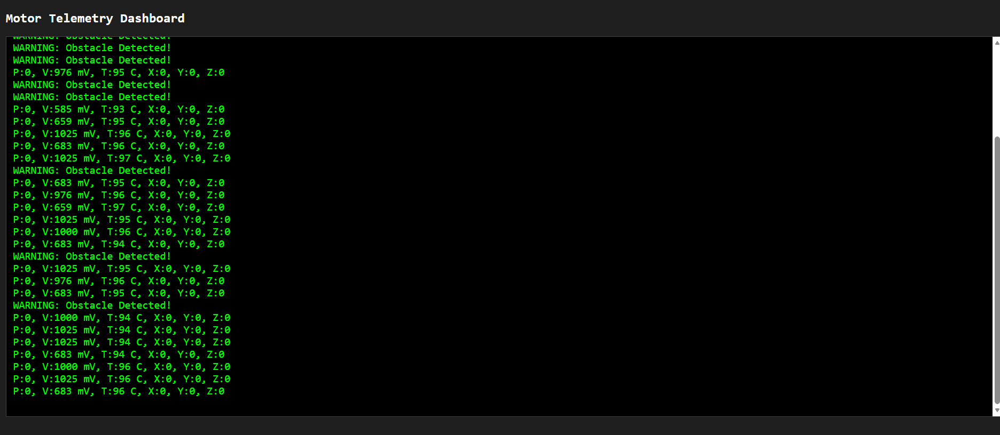 Motor Telemetry Dashboard
WARNING: Obstacle Detected!
WARNING: Obstacle Detected!
WARNING: Obstacle Detected!
P:0, V:976 mV, T:95 C, X:0, Y:0, Z:0
WARNING: Obstacle Detected!
WARNING: Obstacle Detected!
P:0, V:585 mV, T:93 C, X:0, Y:0, Z:0
P:0, V:659 mV, T:95 C, X:0, Y:0, Z:0
P:0, V:1025 mV, T:96 C, X:0, Y:0, Z:0
P:0, V:683 mV, T:96 C, X:0, Y:0, Z:0
P:0, V:1025 mV, T:97 C, X:0, Y:0, Z:0
WARNING: Obstacle Detected!
P:0, V:683 mV, T:95 C, X:0, Y:0, Z:0
P:0, V:976 mV, T:96 C, X:0, Y:0, Z:0
P:0, V:659 mV, T:97 C, X:0, Y:0, Z:0
P:0, V:1025 mV, T:95 C, X:0, Y:0, Z:0
P:0, V:1000 mV, T:96 C, X:0, Y:0, Z:0
P:0, V:683 mV, T:94 C, X:0, Y:0, Z:0
WARNING: Obstacle Detected!
P:0, V:1025 mV, T:95 C, X:0, Y:0, Z:0
P:0, V:976 mV, T:96 C, X:0, Y:0, Z:0
P:0, V:683 mV, T:95 C, X:0, Y:0, Z:0
WARNING: Obstacle Detected!
P:0, V:1000 mV, T:94 C, X:0, Y:0, Z:0
P:0, V:1025 mV, T:94 C, X:0, Y:0, Z:0
P:0, V:1025 mV, T:94 C, X:0, Y:0, Z:0
P:0, V:683 mV, T:94 C, X:0, Y:0, Z:0
P:0, V:1000 mV, T:96 C, X:0, Y:0, Z:0
P:0, V:1025 mV, T:96 C, X:0, Y:0, Z:0
P:0, V:683 mV, T:96 C, X:0, Y:0, Z:0